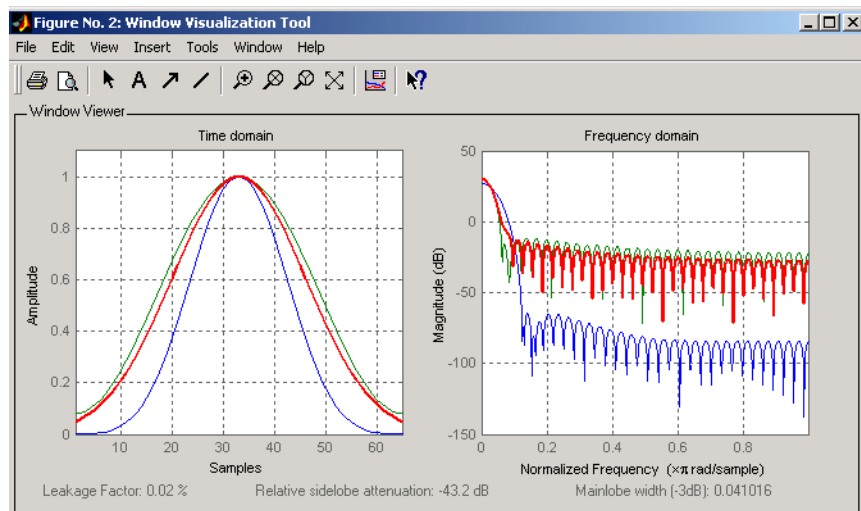 Figure No. 2: Window Visualization Tool
File Edit View Insert Tools Window Help
A
Window Viewer
Time domain
Amplitude
1
0.8
0.6
0.4
0.2
0
10 20 30 40 50 60
Samples
Frequency domain
Magnitude (dB)
50
0
-50
-100
-150
0 0.2 0.4 0.6 0.8
Normalized Frequency (×π rad/sample)
Leakage Factor: 0.02 % Relative sidelobe attenuation: -43.2 dB Mainlobe width (-3dB): 0.041016